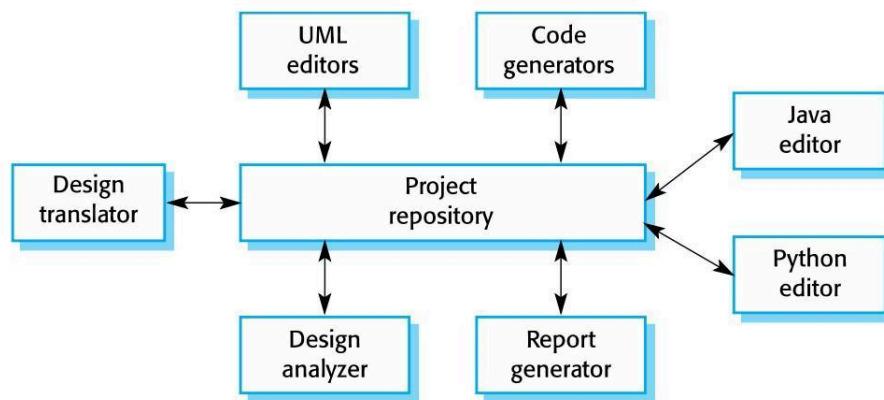 UML
editors
Code
generators
Java
editor
Design
translator
Project
repository
Python
editor
Design
analyzer
Report
generator